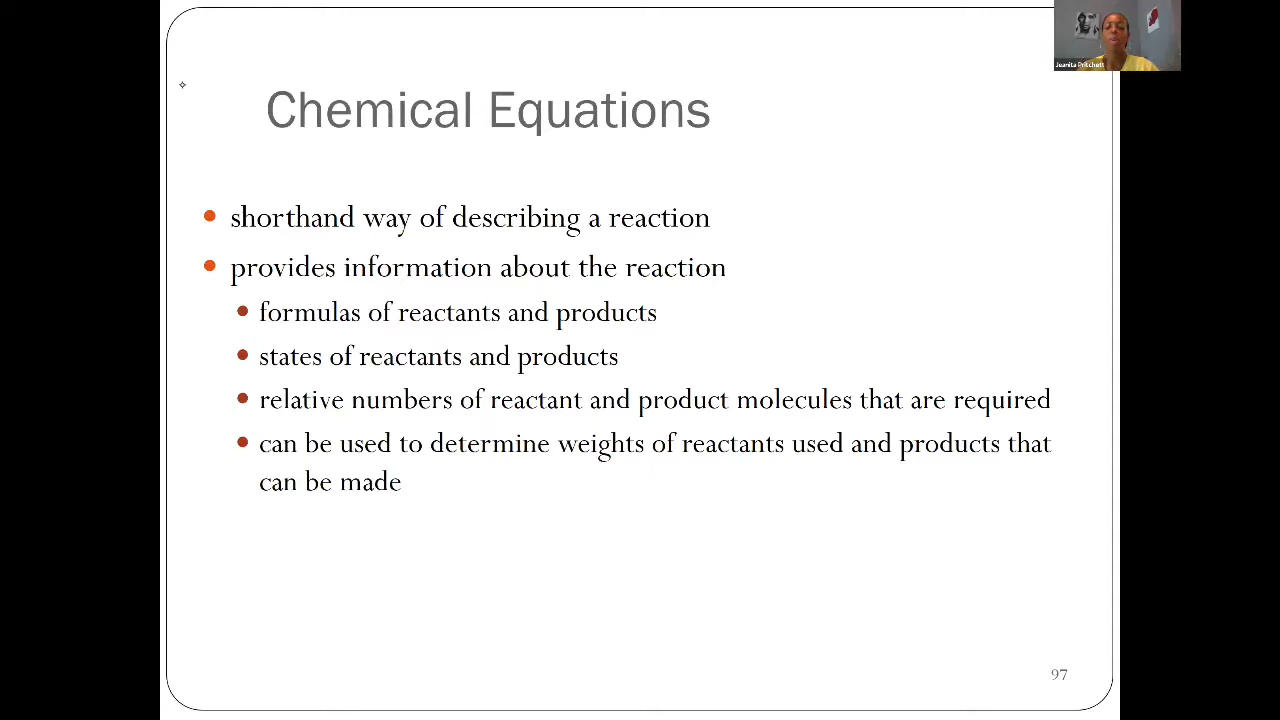 Jeanita Pritchett
Chemical Equations
shorthand way of describing a reaction
provides information about the reaction
formulas of reactants and products
states of reactants and products
relative numbers of reactant and product molecules that are required
can be used to determine weights of reactants used and products that
can be made
97